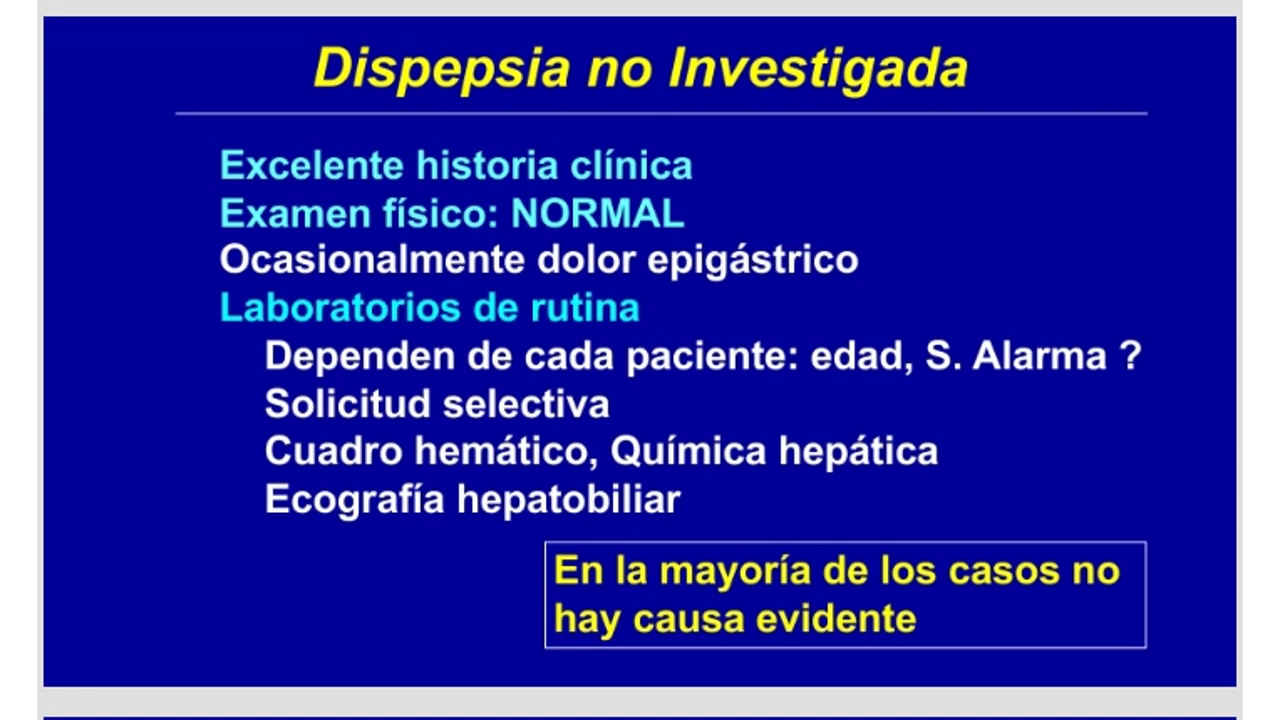 Dispepsia no Investigada
Excelente historia clínica
Examen físico: NORMAL
Ocasionalmente dolor epigástrico
Laboratorios de rutina
Dependen de cada paciente: edad, S. Alarma ?
Solicitud selectiva
Cuadro hemático, Química hepática
Ecografía hepatobiliar
En la mayoría de los casos no
hay causa evidente